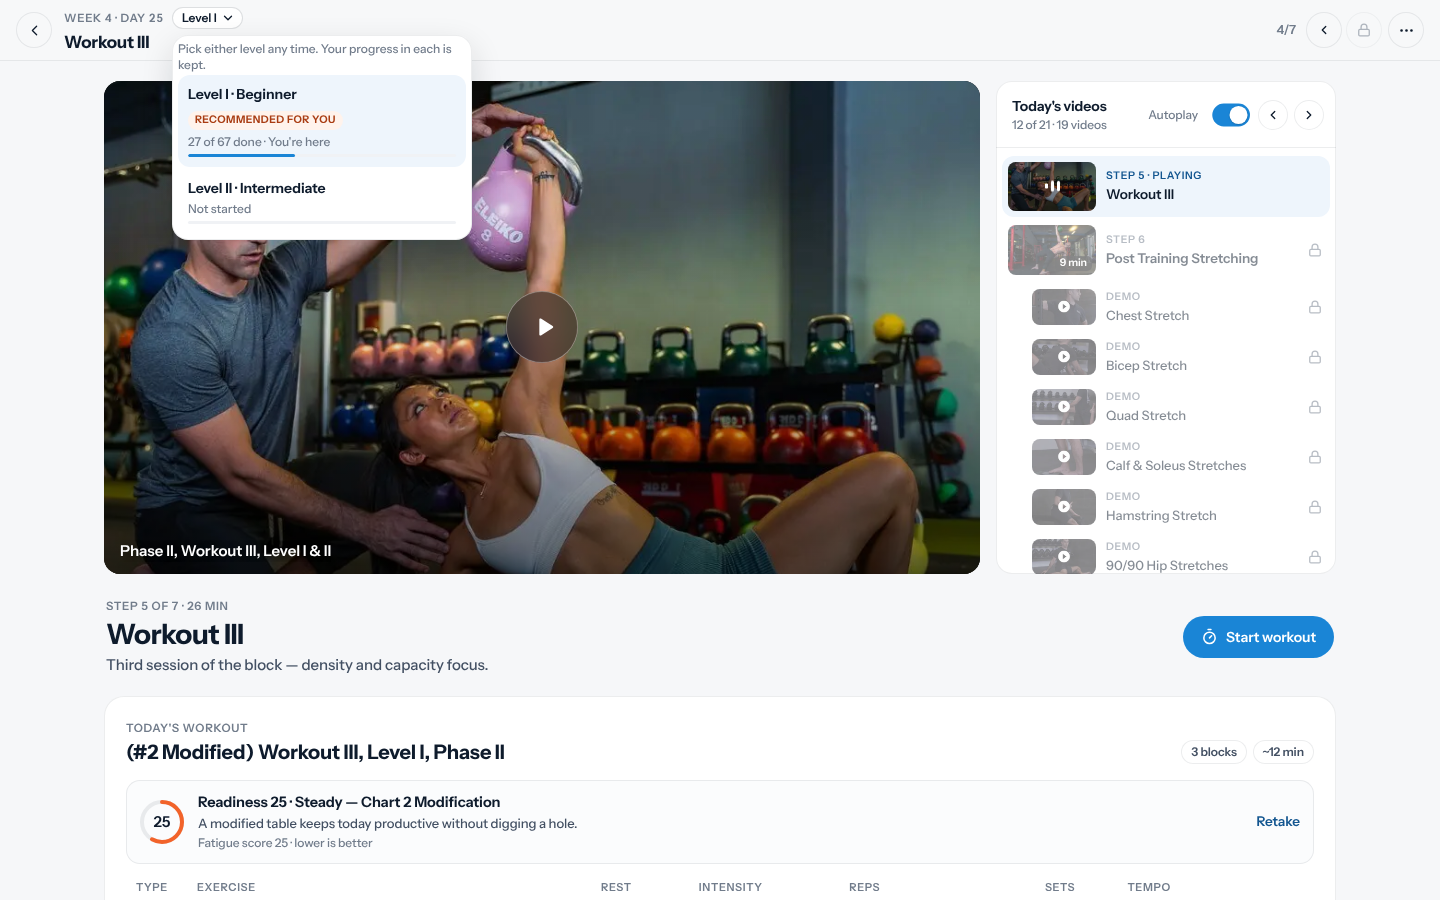 WEEK 4 · DAY 25
Level I
Workout III
4/7
Pick either level any time. Your progress in each is
kept.
Level I · Beginner
RECOMMENDED FOR YOU
27 of 67 done · You're here
Level II · Intermediate
Not started
ELEIKO
8
Phase II, Workout III, Level I & II
Today's videos
12 of 21 · 19 videos
Autoplay
STEP 5 · PLAYING
Workout III
STEP 6
Post Training Stretching
9 min
DEMO
Chest Stretch
DEMO
Bicep Stretch
DEMO
Quad Stretch
DEMO
Calf & Soleus Stretches
DEMO
Hamstring Stretch
DEMO
90/90 Hip Stretches
STEP 5 OF 7 · 26 MIN
Workout III
Third session of the block — density and capacity focus.
Start workout
TODAY'S WORKOUT
(#2 Modified) Workout III, Level I, Phase II
3 blocks
~12 min
25
Readiness 25 · Steady — Chart 2 Modification
A modified table keeps today productive without digging a hole.
Fatigue score 25 · lower is better
Retake
TYPE EXERCISE REST INTENSITY REPS SETS TEMPO